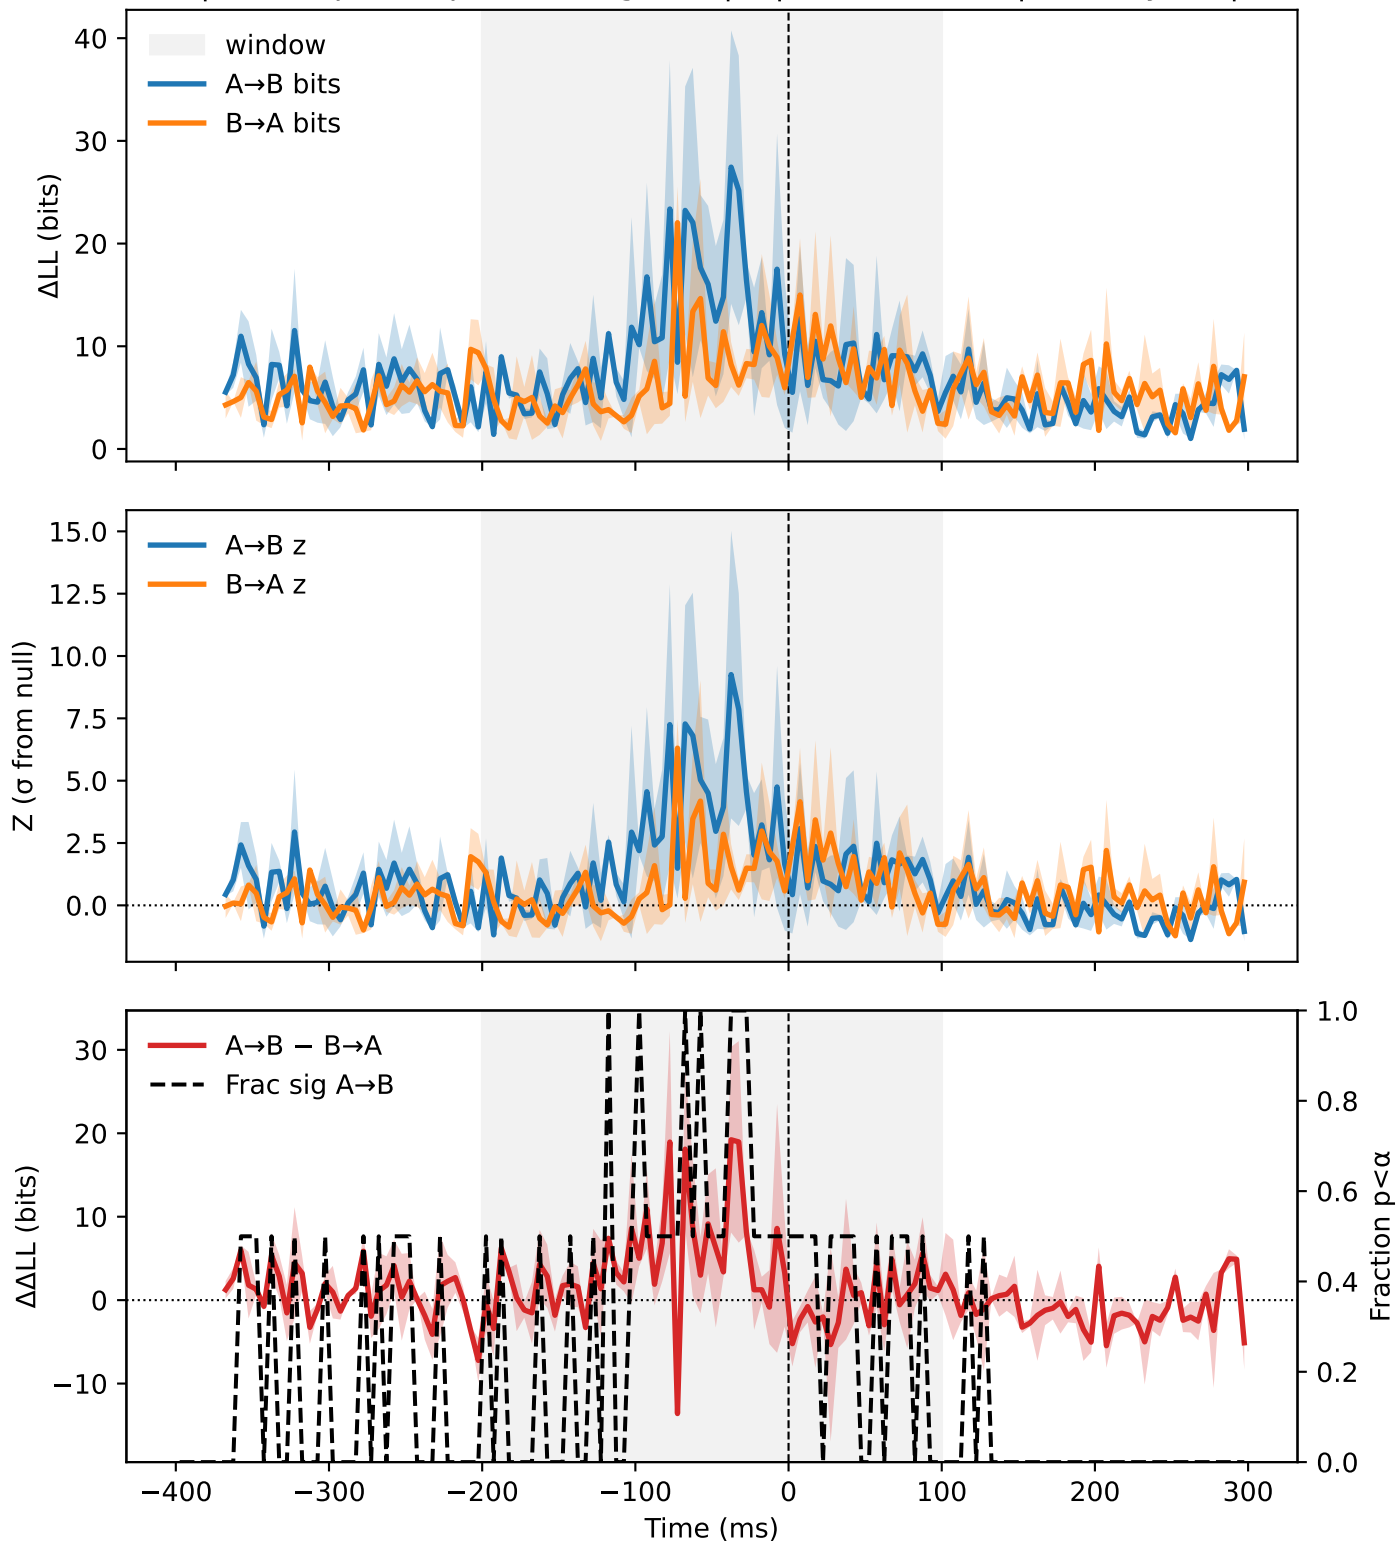 window
A→B bits
B→A bits
40
30
20
10
0
ΔLL (bits)
−400
A→B z
B→A z
15.0
12.5
10.0
7.5
5.0
2.5
0.0
Z (σ from null)
A→B − B→A
Frac sig A→B
30
20
10
0
−10
ΔΔLL (bits)
1.0
0.8
0.6
0.4
0.2
0.0
Fraction p<α
−400 −300 −200 −100 0 100 200 300
Time (ms)